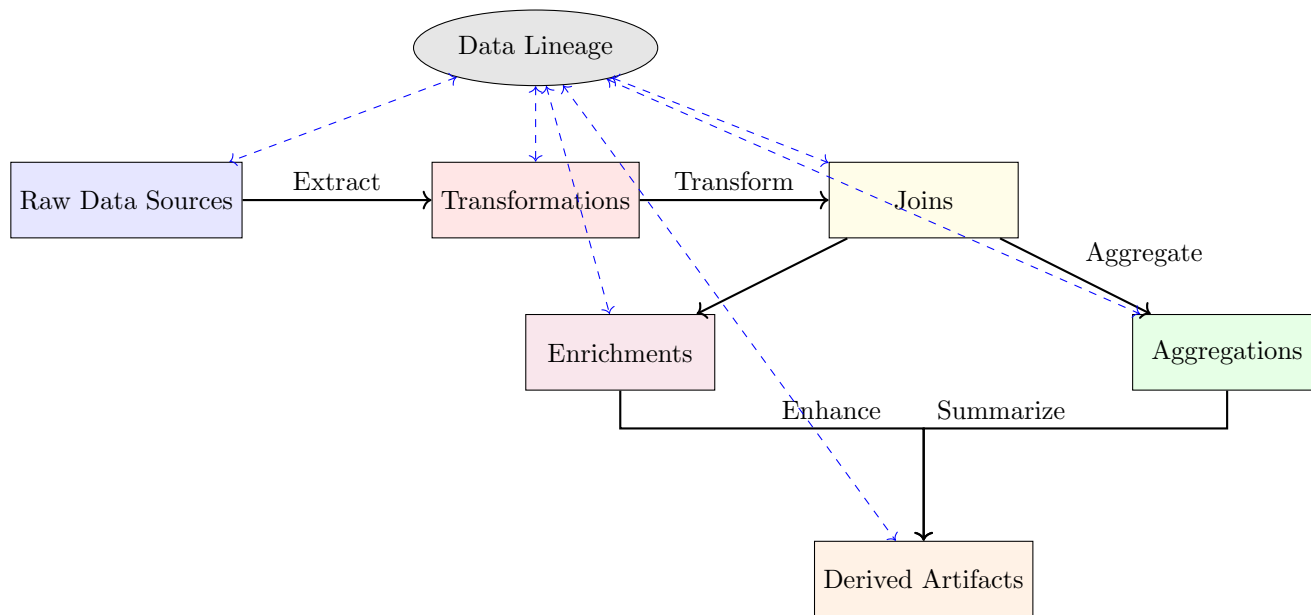 Data Lineage
Extract
Transform
Raw Data Sources
Transformations
Joins
Aggregate
Enrichments
Aggregations
Enhance
Summarize
Derived Artifacts